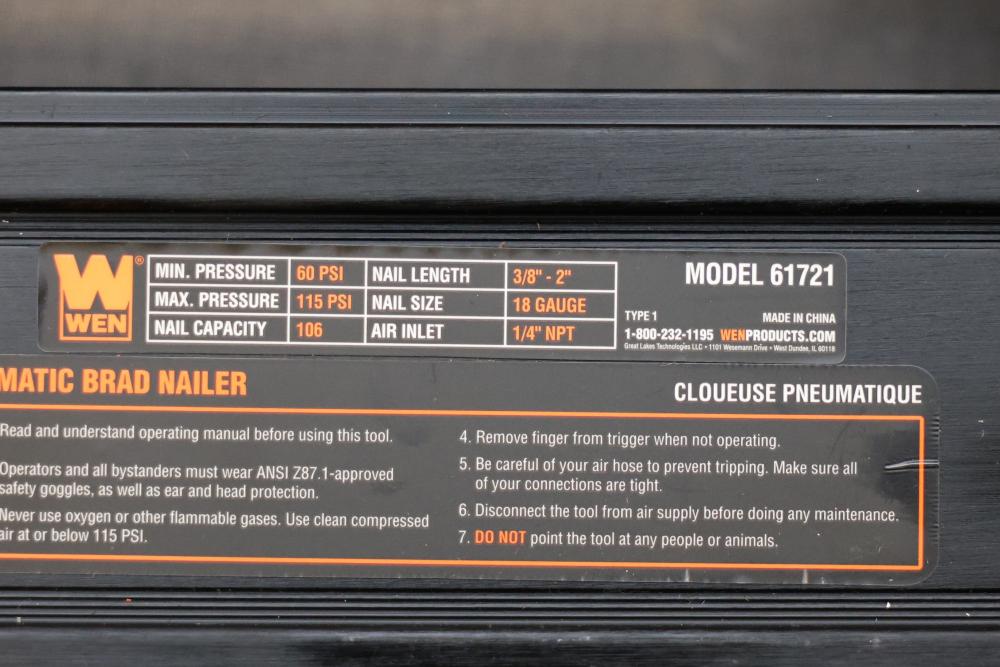 W® WEN
MIN. PRESSURE 60 PSI NAIL LENGTH 3/8" - 2"
MAX. PRESSURE 115 PSI NAIL SIZE 18 GAUGE
NAIL CAPACITY 106 AIR INLET 1/4" NPT
MODEL 61721
TYPE 1 MADE IN CHINA
1-800-232-1195 WENPRODUCTS.COM
Great Lakes Technologies LLC • 1101 Wesemann Drive • West Dundee, IL 60118
MATIC BRAD NAILER
CLOUEUSE PNEUMATIQUE
Read and understand operating manual before using this tool.
Operators and all bystanders must wear ANSI Z87.1-approved
safety goggles, as well as ear and head protection.
Never use oxygen or other flammable gases. Use clean compressed
air at or below 115 PSI.
4. Remove finger from trigger when not operating.
5. Be careful of your air hose to prevent tripping. Make sure all
of your connections are tight.
6. Disconnect the tool from air supply before doing any maintenance.
7. DO NOT point the tool at any people or animals.